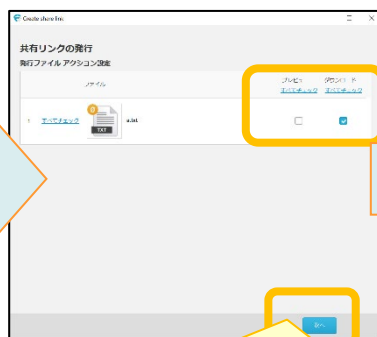 Create share link
共有リンクの発行
発行ファイル アクション設定
ファイル
プレビュー ダウンロード
すべてチェック すべてチェック
1 すべてチェック TXT a.txt
次へ